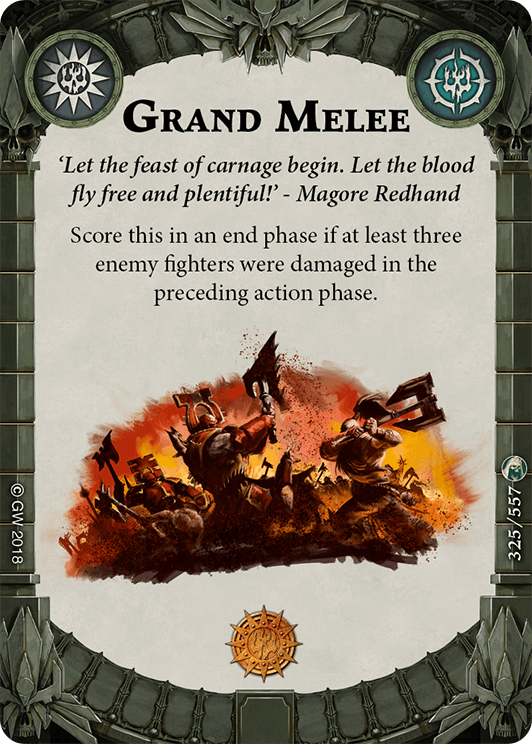 Grand Melee
‘Let the feast of carnage begin. Let the blood
fly free and plentiful!’ - Magore Redhand
Score this in an end phase if at least three
enemy fighters were damaged in the
preceding action phase.
©GW 2018
325/557